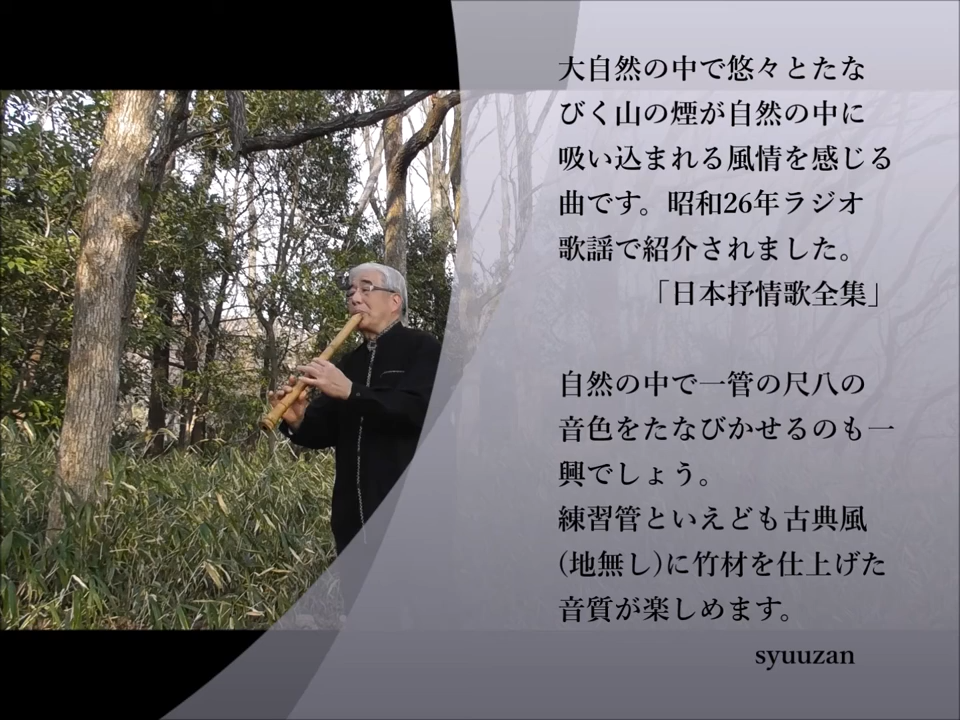 大自然の中で悠々とたな
びく山の煙が自然の中に
吸い込まれる風情を感じる
曲です。昭和26年ラジオ
歌謡で紹介されました。
「日本抒情歌全集」
自然の中で一管の尺八の
音色をたなびかせるのも一
興でしょう。
練習管といえども古典風
(地無し)に竹材を仕上げた
音質が楽しめます。
syuuzan